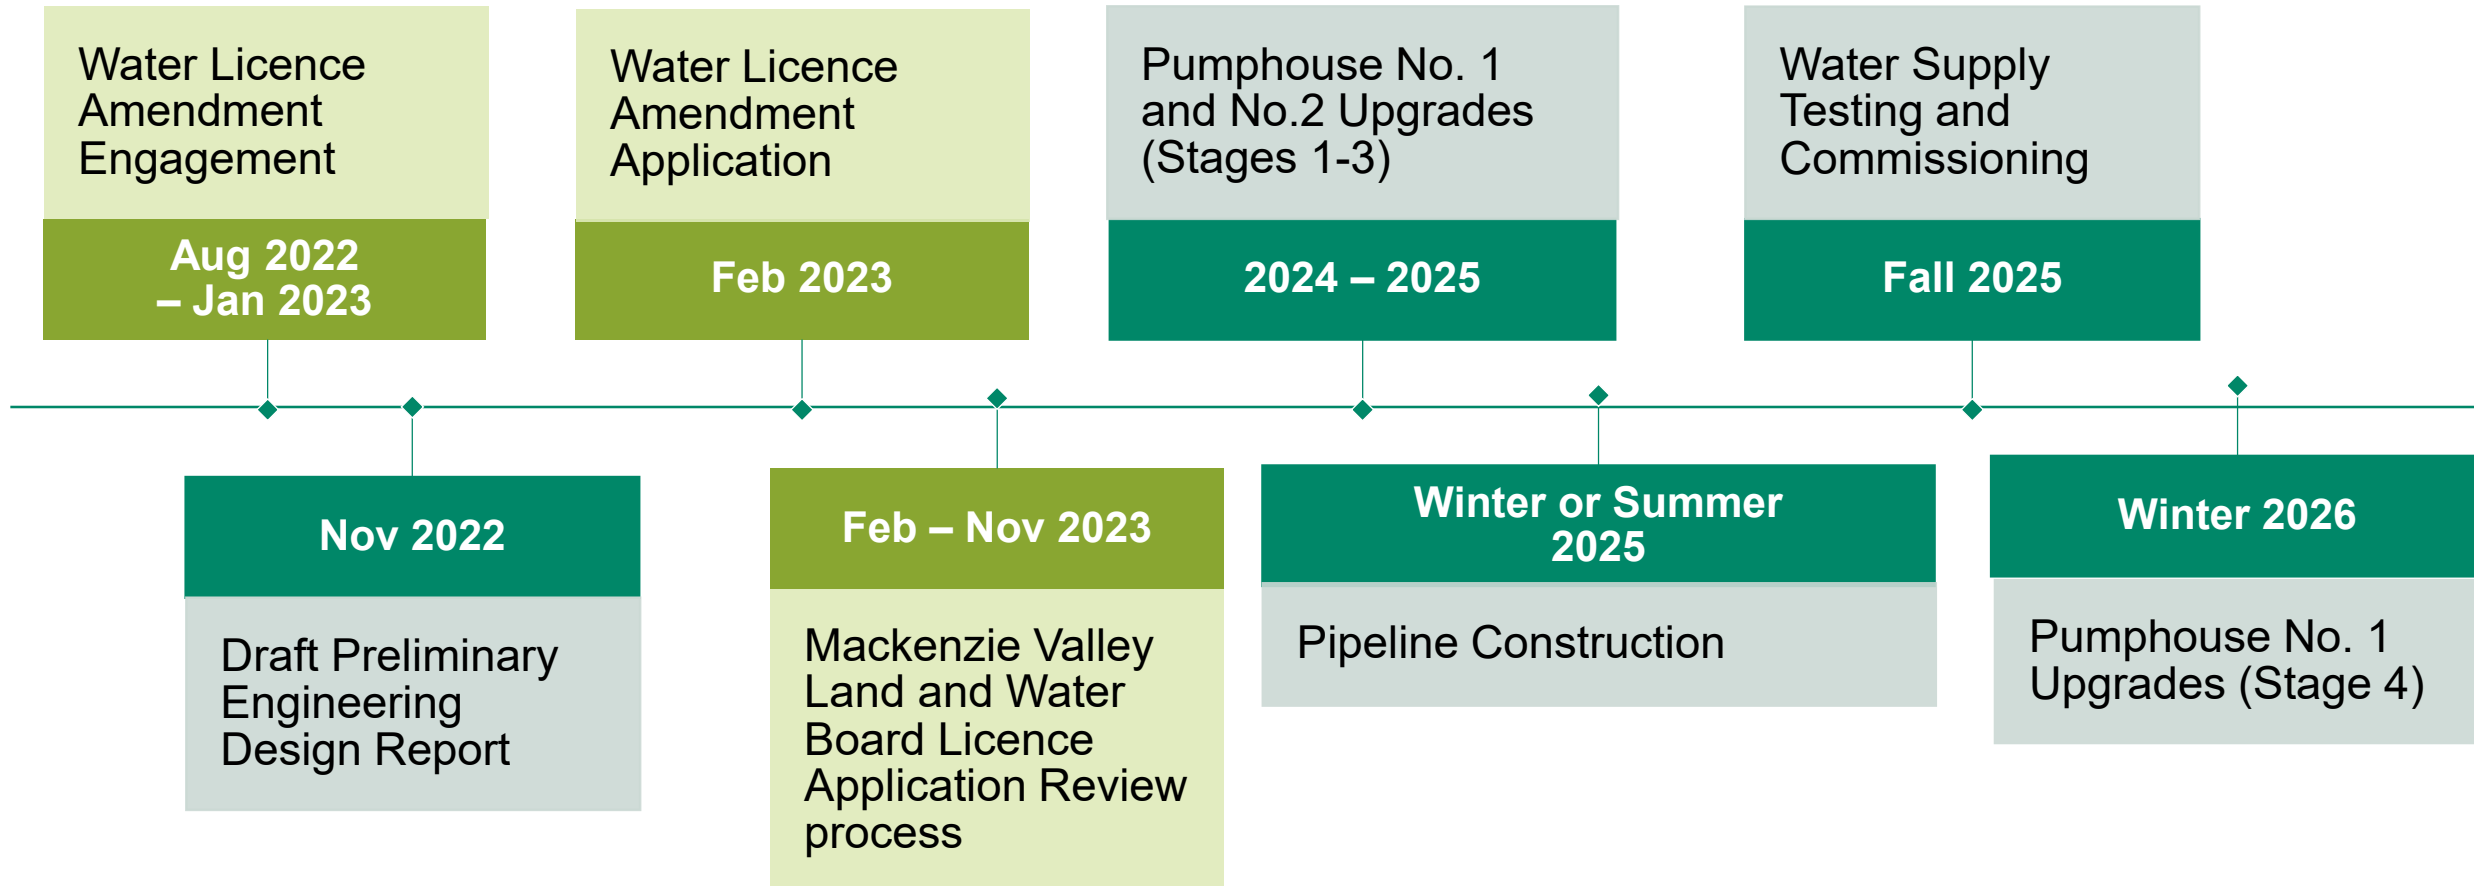 Water Licence
Amendment
Engagement
Aug 2022
– Jan 2023
Nov 2022
Draft Preliminary
Engineering
Design Report
Water Licence
Amendment
Application
Feb 2023
Feb – Nov 2023
Mackenzie Valley
Land and Water
Board Licence
Application Review
process
Pumphouse No. 1
and No.2 Upgrades
(Stages 1-3)
2024 – 2025
Winter or Summer
2025
Pipeline Construction
Water Supply
Testing and
Commissioning
Fall 2025
Winter 2026
Pumphouse No. 1
Upgrades (Stage 4)